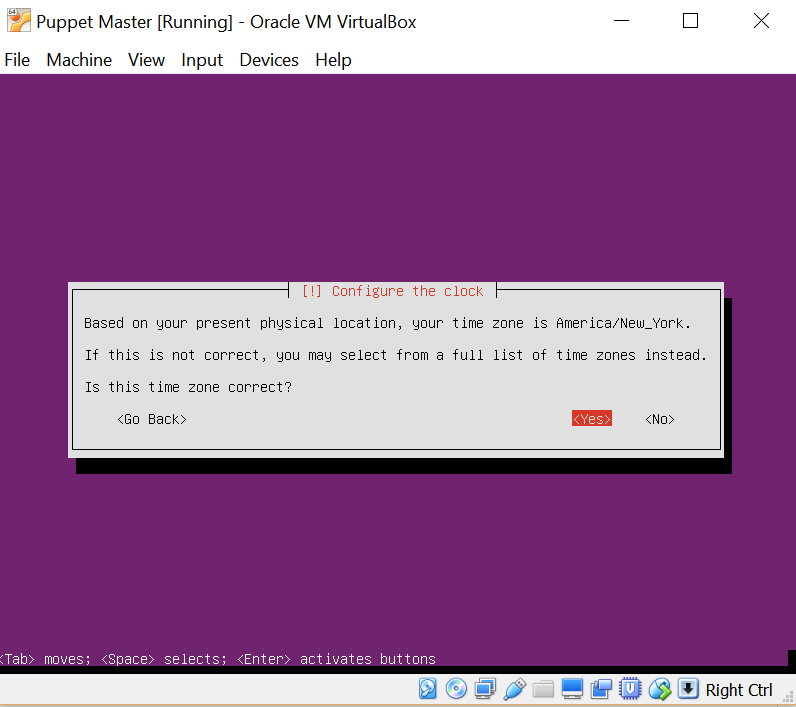 Puppet Master [Running] - Oracle VM VirtualBox
File Machine View Input Devices Help
[!] Configure the clock
Based on your present physical location, your time zone is America/New_York.
If this is not correct, you may select from a full list of time zones instead.
Is this time zone correct?
<Go Back> <Yes> <No>
<Tab> moves; <Space> selects; <Enter> activates buttons
Right Ctrl